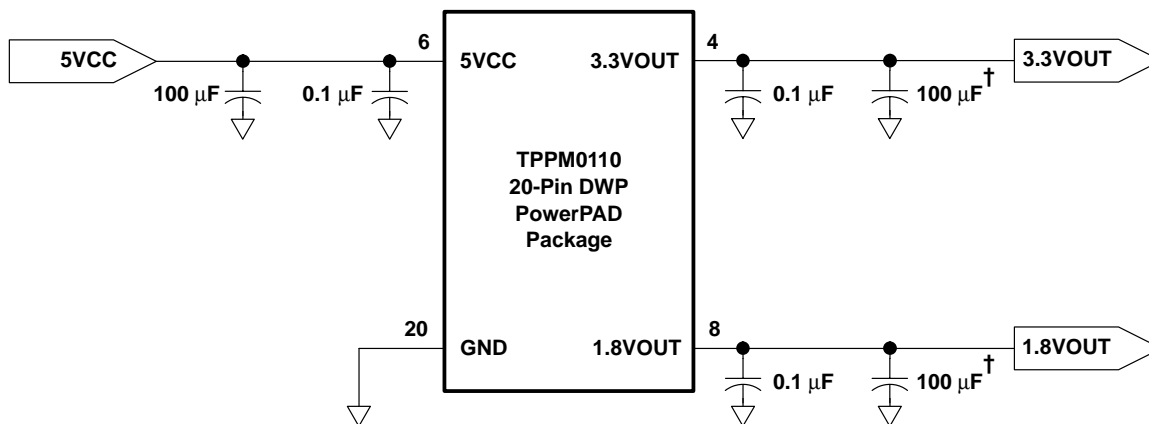 5VCC
6
5VCC
3.3VOUT
4
3.3VOUT
100 μF
0.1 μF
0.1 μF
100 μF†
TPPM0110
20-Pin DWP
PowerPAD
Package
20
GND
1.8VOUT
8
1.8VOUT
0.1 μF
100 μF†